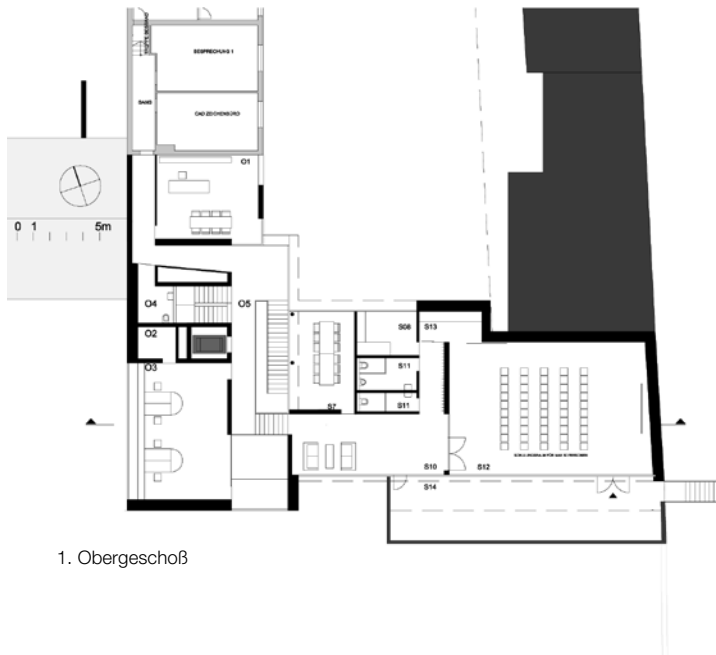 BESPRECHUNG 1
GANG
CAD ZEICHENBÜRO
O1
0 1 5m
O4
O5
O2
O3
S08
S13
S11
S7
S11
S10
S12
S14
1. Obergeschoß